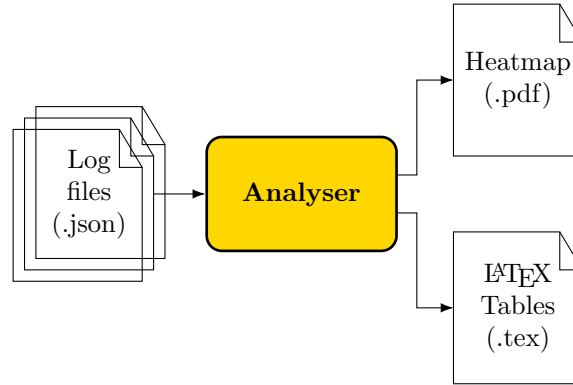 Log
files
(.json)
Analyser
Heatmap
(.pdf)
LATEX
Tables
(.tex)